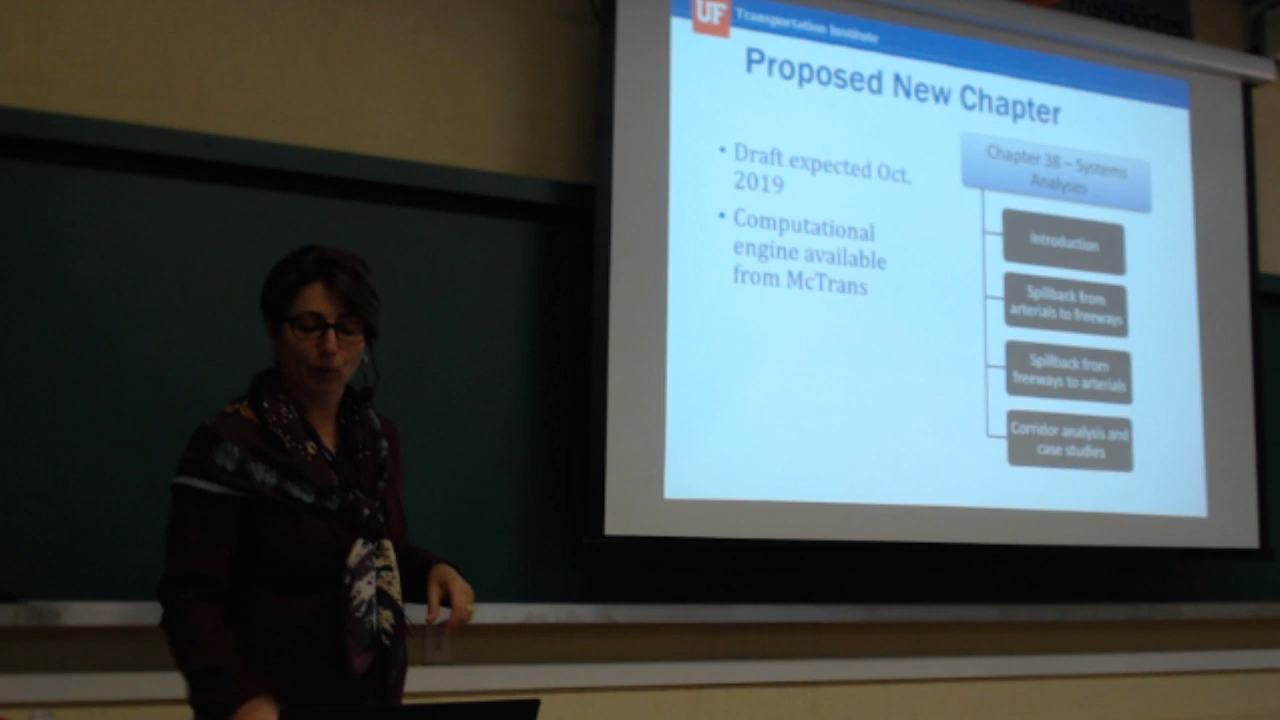 UF Transportation Institute
Proposed New Chapter
• Draft expected Oct.
2019
• Computational
engine available
from McTrans
Chapter 38 – Systems
Analyses
Introduction
Spillback from
arterials to freeways
Spillback from
freeways to arterials
Corridor analysis and
case studies